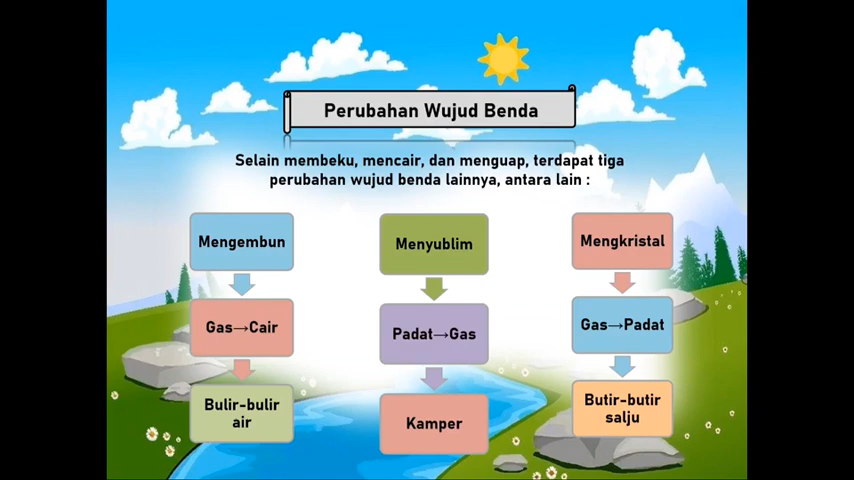 Perubahan Wujud Benda
Selain membeku, mencair, dan menguap, terdapat tiga
perubahan wujud benda lainnya, antara lain :
Mengembun
Gas→Cair
Bulir-bulir
air
Menyublim
Padat→Gas
Kamper
Mengkristal
Gas→Padat
Butir-butir
salju